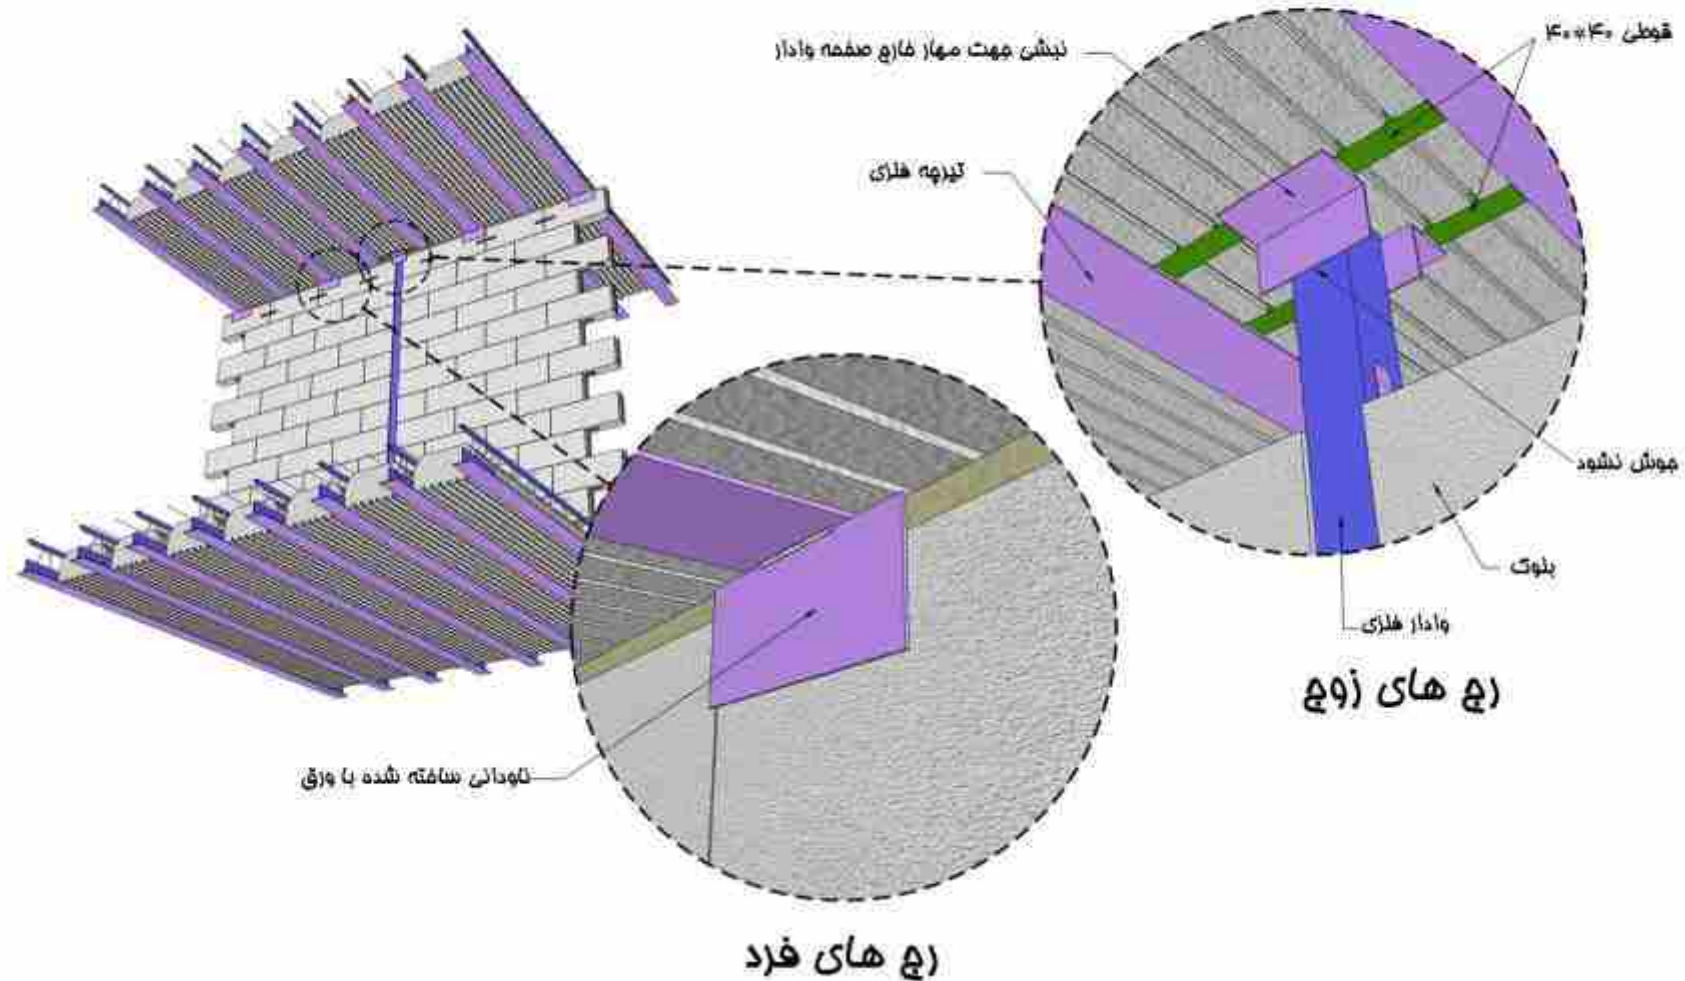 قوطی ۴۰*۴۰
نبشی جهت مهار خارج صفحه وادار
تیرچه فلزی
جوش نشود
بلوک
وادار فلزی
رج های زوج
ناودانی ساخته شده با ورق
رج های فرد